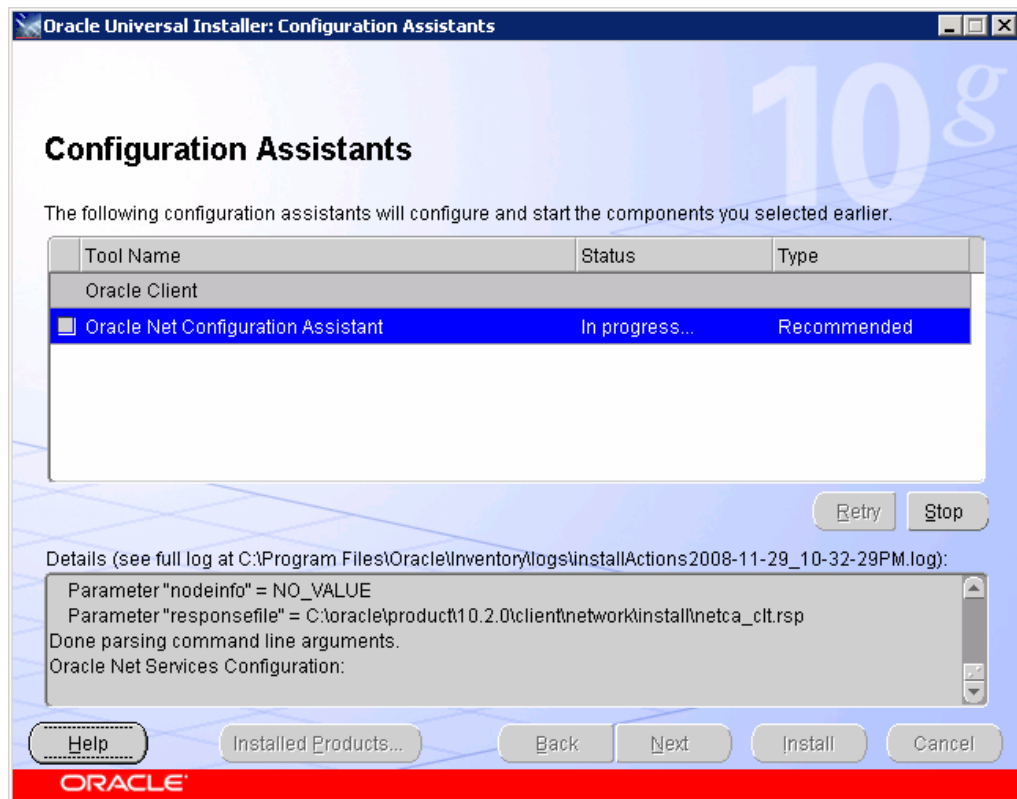 Oracle Universal Installer: Configuration Assistants
10g
Configuration Assistants
The following configuration assistants will configure and start the components you selected earlier.
Tool Name Status Type
Oracle Client
Oracle Net Configuration Assistant In progress... Recommended
Retry Stop
Details (see full log at C:\Program Files\Oracle\Inventory\logs\installActions2008-11-29_10-32-29PM.log):
Parameter "nodeinfo" = NO_VALUE
Parameter "responsefile" = C:\oracle\product\10.2.0\client\network\install\netca_clt.rsp
Done parsing command line arguments.
Oracle Net Services Configuration:
Help Installed Products... Back Next Install Cancel
ORACLE